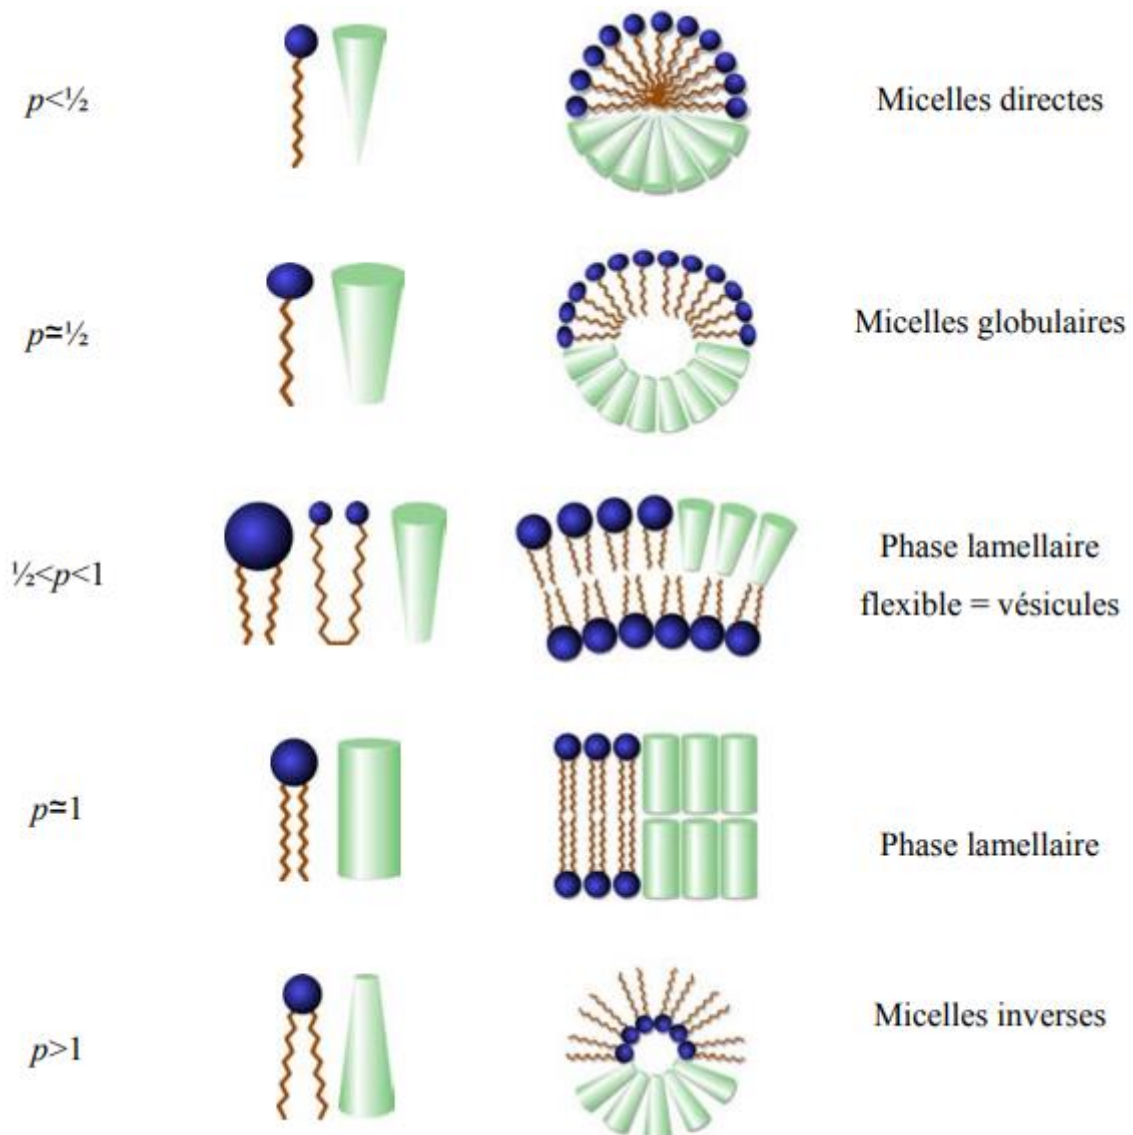 p<½
Micelles directes
p≃½
Micelles globulaires
½<p<1
Phase lamellaire
flexible = vésicules
p≃1
Phase lamellaire
p>1
Micelles inverses